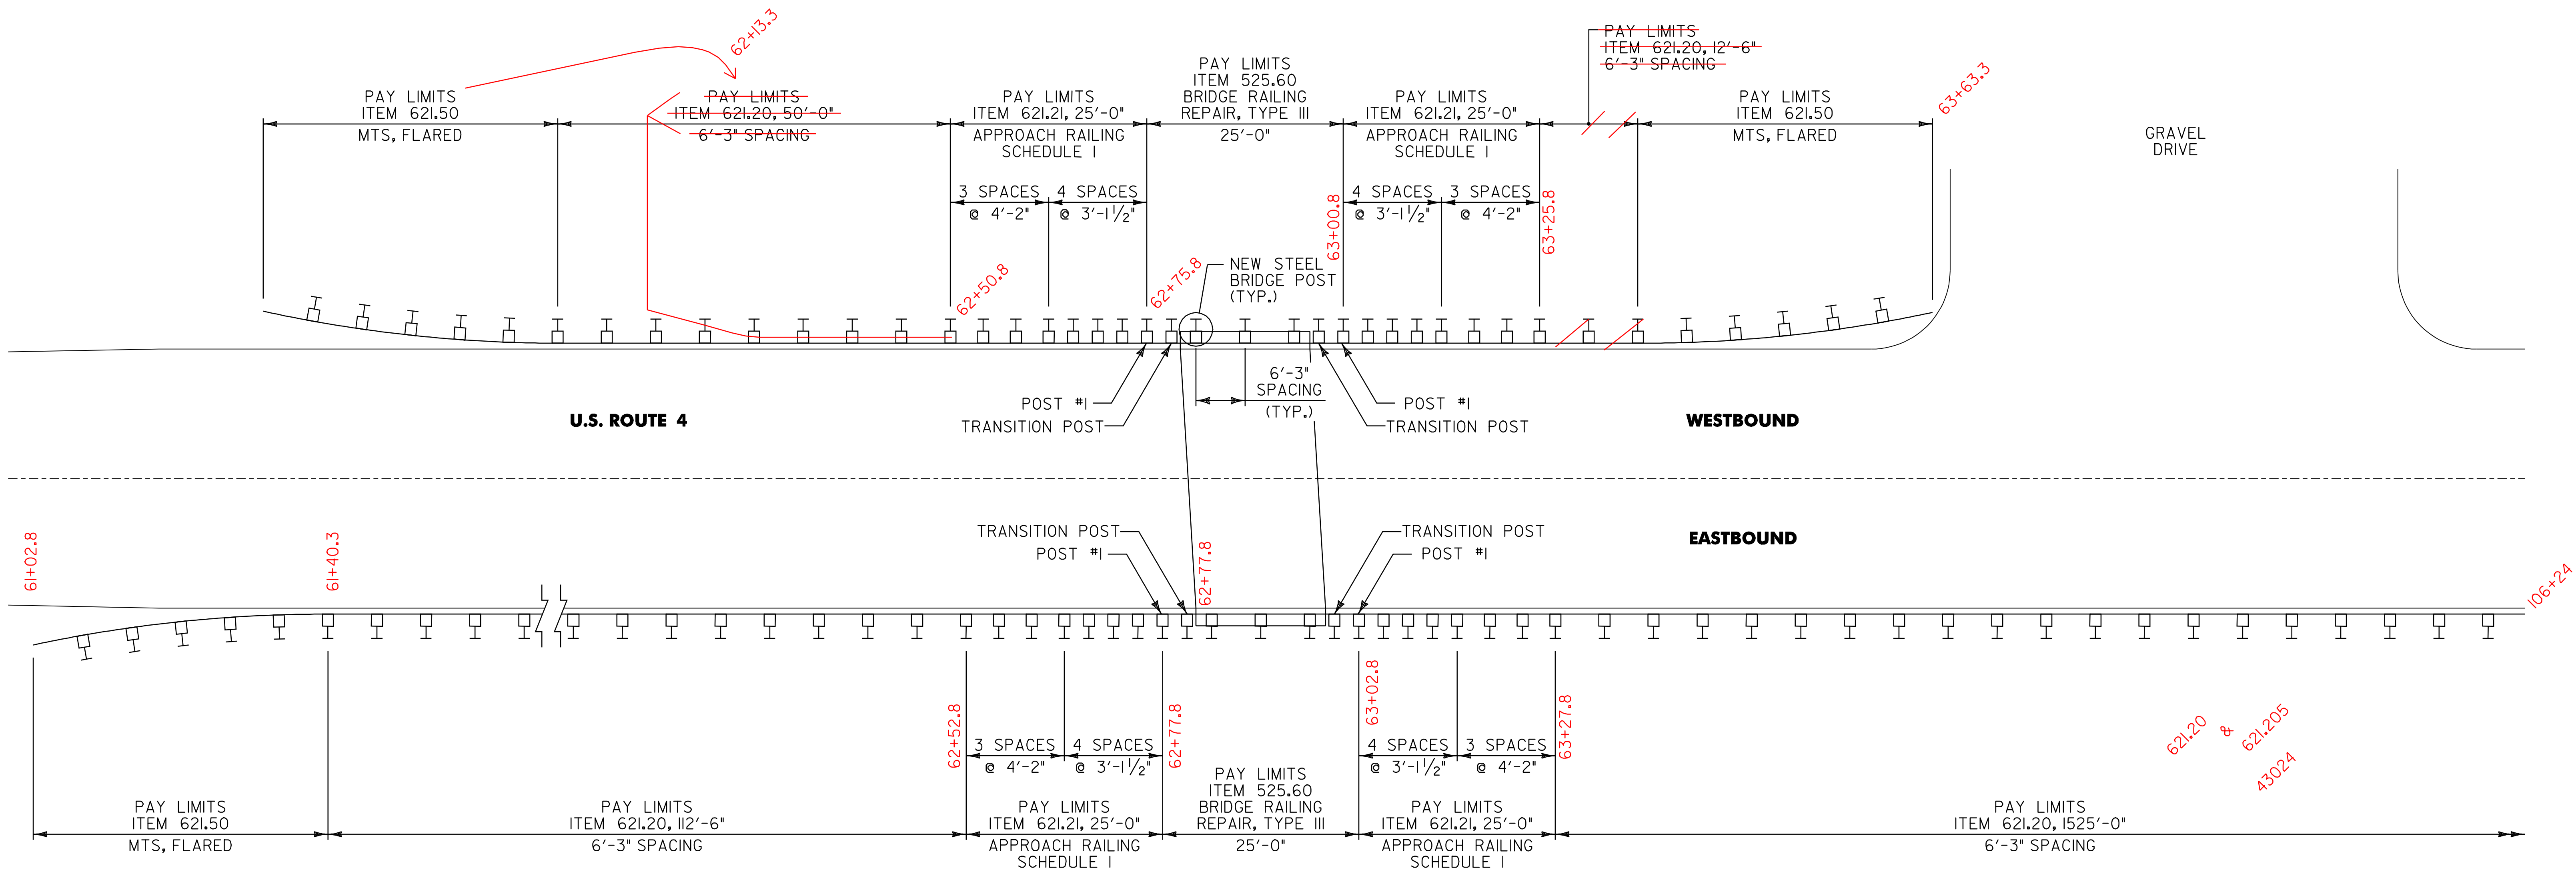 62+13.3
PAY LIMITS
ITEM 621.50
MTS, FLARED
PAY LIMITS
ITEM 621.20, 50'-0"
6'-3" SPACING
PAY LIMITS
ITEM 621.21, 25'-0"
APPROACH RAILING
SCHEDULE I
PAY LIMITS
ITEM 525.60
BRIDGE RAILING
REPAIR, TYPE III
25'-0"
PAY LIMITS
ITEM 621.21, 25'-0"
APPROACH RAILING
SCHEDULE I
PAY LIMITS
ITEM 621.20, 12'-6"
6'-3" SPACING
PAY LIMITS
ITEM 621.50
MTS, FLARED
63+63.3
GRAVEL
DRIVE
3 SPACES
@ 4'-2"
4 SPACES
@ 3'-1 1/2"
4 SPACES
@ 3'-1 1/2"
3 SPACES
@ 4'-2"
62+50.8
62+75.8
63+00.8
63+25.8
NEW STEEL
BRIDGE POST
(TYP.)
6'-3"
SPACING
(TYP.)
POST #1
TRANSITION POST
POST #1
TRANSITION POST
U.S. ROUTE 4
WESTBOUND
EASTBOUND
TRANSITION POST
POST #1
TRANSITION POST
POST #1
61+02.8
61+40.3
62+77.8
106+24
62+52.8
62+77.8
63+02.8
63+27.8
3 SPACES
@ 4'-2"
4 SPACES
@ 3'-1 1/2"
4 SPACES
@ 3'-1 1/2"
3 SPACES
@ 4'-2"
621.20 & 621.205
43024
PAY LIMITS
ITEM 621.50
MTS, FLARED
PAY LIMITS
ITEM 621.20, 112'-6"
6'-3" SPACING
PAY LIMITS
ITEM 621.21, 25'-0"
APPROACH RAILING
SCHEDULE I
PAY LIMITS
ITEM 525.60
BRIDGE RAILING
REPAIR, TYPE III
25'-0"
PAY LIMITS
ITEM 621.21, 25'-0"
APPROACH RAILING
SCHEDULE I
PAY LIMITS
ITEM 621.20, 1525'-0"
6'-3" SPACING